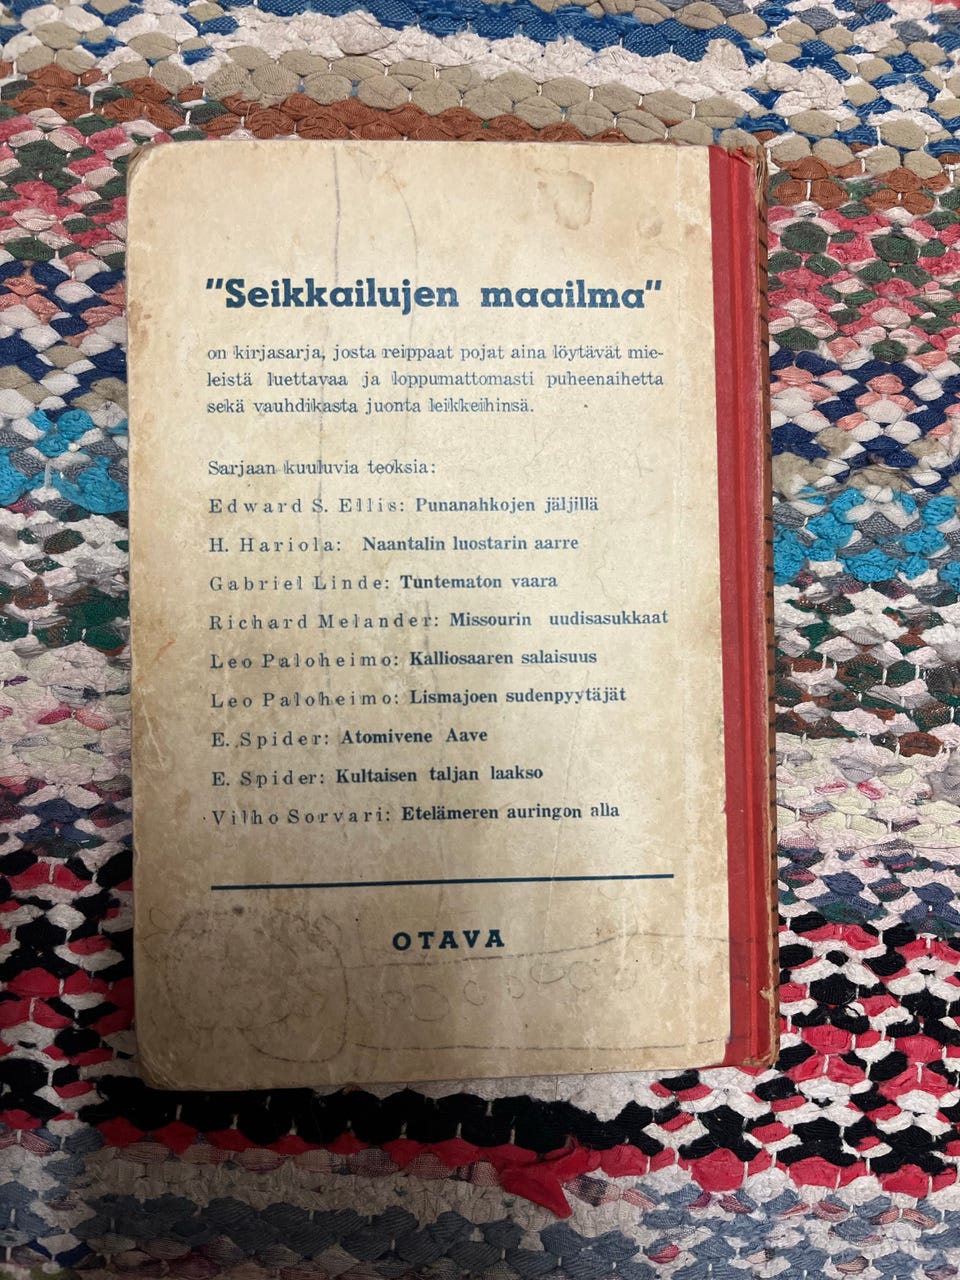 "Seikkailujen maailma"
on kirjasarja, josta reippaat pojat aina löytävät mie-
leistä luettavaa ja loppumattomasti puheenaihetta
sekä vauhdikasta juonta leikkeihinsä.
Sarjaan kuuluvia teoksia:
Edward S. Ellis: Punanahkojen jäljillä
H. Hariola: Naantalin luostarin aarre
Gabriel Linde: Tuntematon vaara
Richard Melander: Missourin uudisasukkaat
Leo Paloheimo: Kalliosaaren salaisuus
Leo Paloheimo: Lismajoen sudenpyytäjät
E. Spider: Atomivene Aave
E. Spider: Kultaisen taljan laakso
Vilho Sorvari: Etelämeren auringon alla
OTAVA